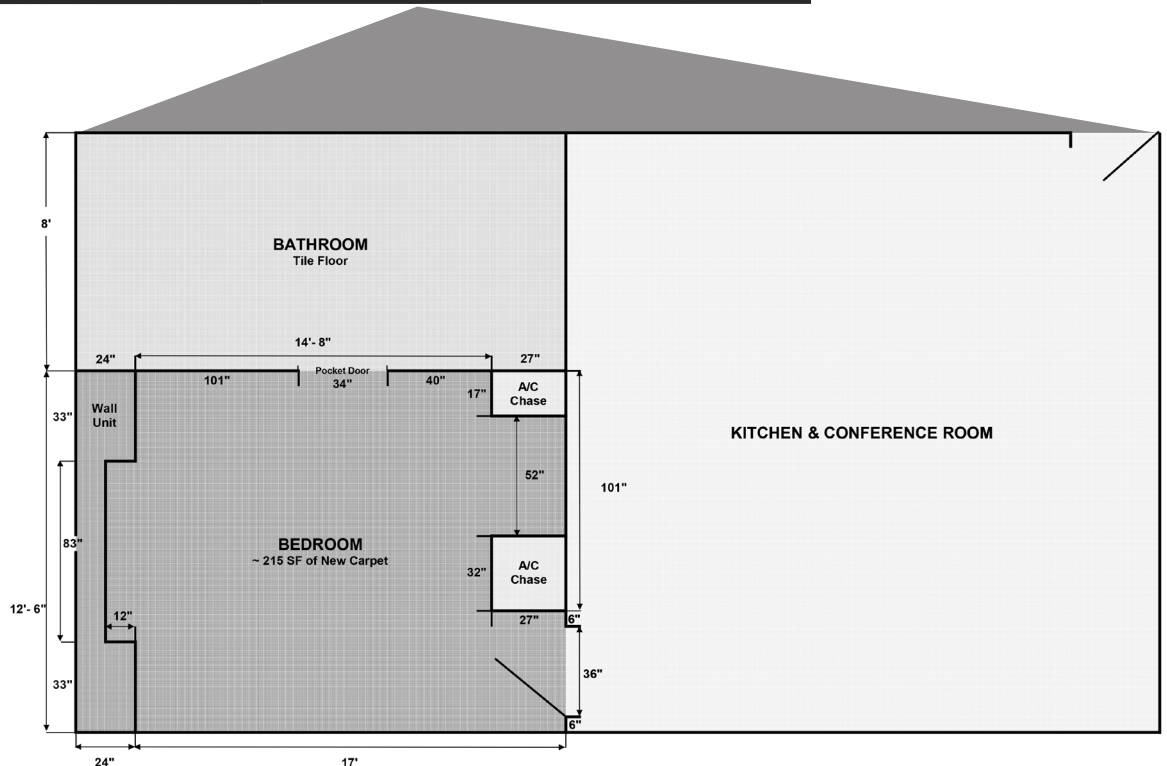 8'
BATHROOM
Tile Floor
14'- 8"
24"
27"
101"
Pocket Door
34"
40"
17"
A/C
Chase
33"
Wall
Unit
KITCHEN & CONFERENCE ROOM
52"
101"
83"
BEDROOM
~ 215 SF of New Carpet
32"
A/C
Chase
12'- 6"
12"
27"
6"
36"
33"
6"
24"
17'